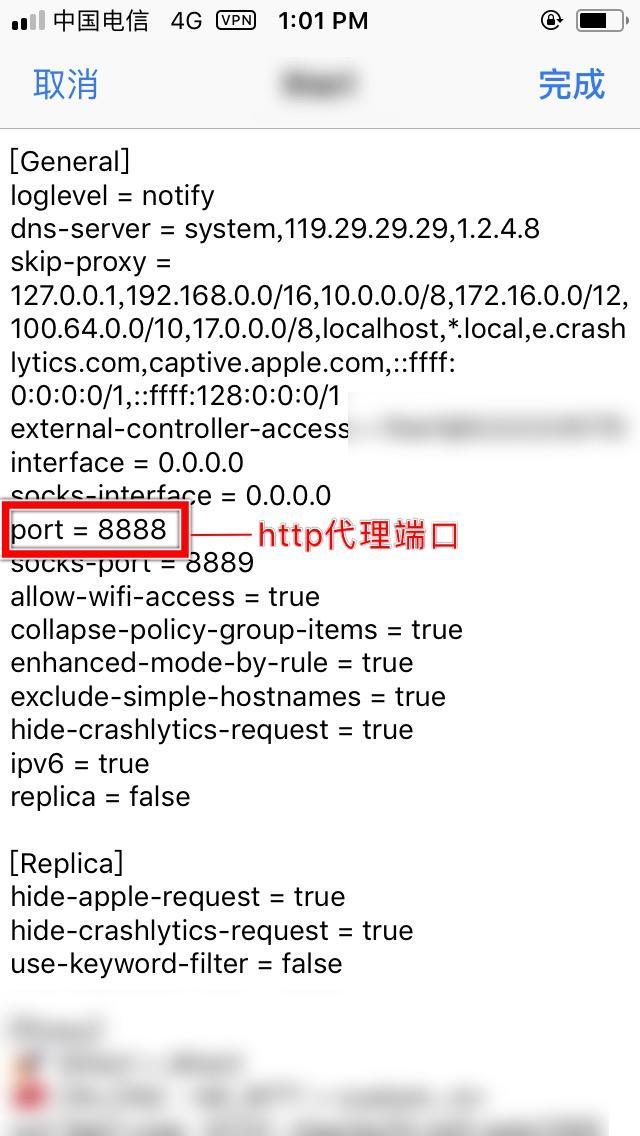 中国电信 4G VPN 1:01 PM
取消 完成
[General]
loglevel = notify
dns-server = system,119.29.29.29,1.2.4.8
skip-proxy =
127.0.0.1,192.168.0.0/16,10.0.0.0/8,172.16.0.0/12,
100.64.0.0/10,17.0.0.0/8,localhost,*.local,e.crash
lytics.com,captive.apple.com,::ffff:
0:0:0:0/1,::ffff:128:0:0:0/1
external-controller-access
interface = 0.0.0.0
socks-interface = 0.0.0.0
port = 8888 http代理端口
socks-port = 8889
allow-wifi-access = true
collapse-policy-group-items = true
enhanced-mode-by-rule = true
exclude-simple-hostnames = true
hide-crashlytics-request = true
ipv6 = true
replica = false
[Replica]
hide-apple-request = true
hide-crashlytics-request = true
use-keyword-filter = false